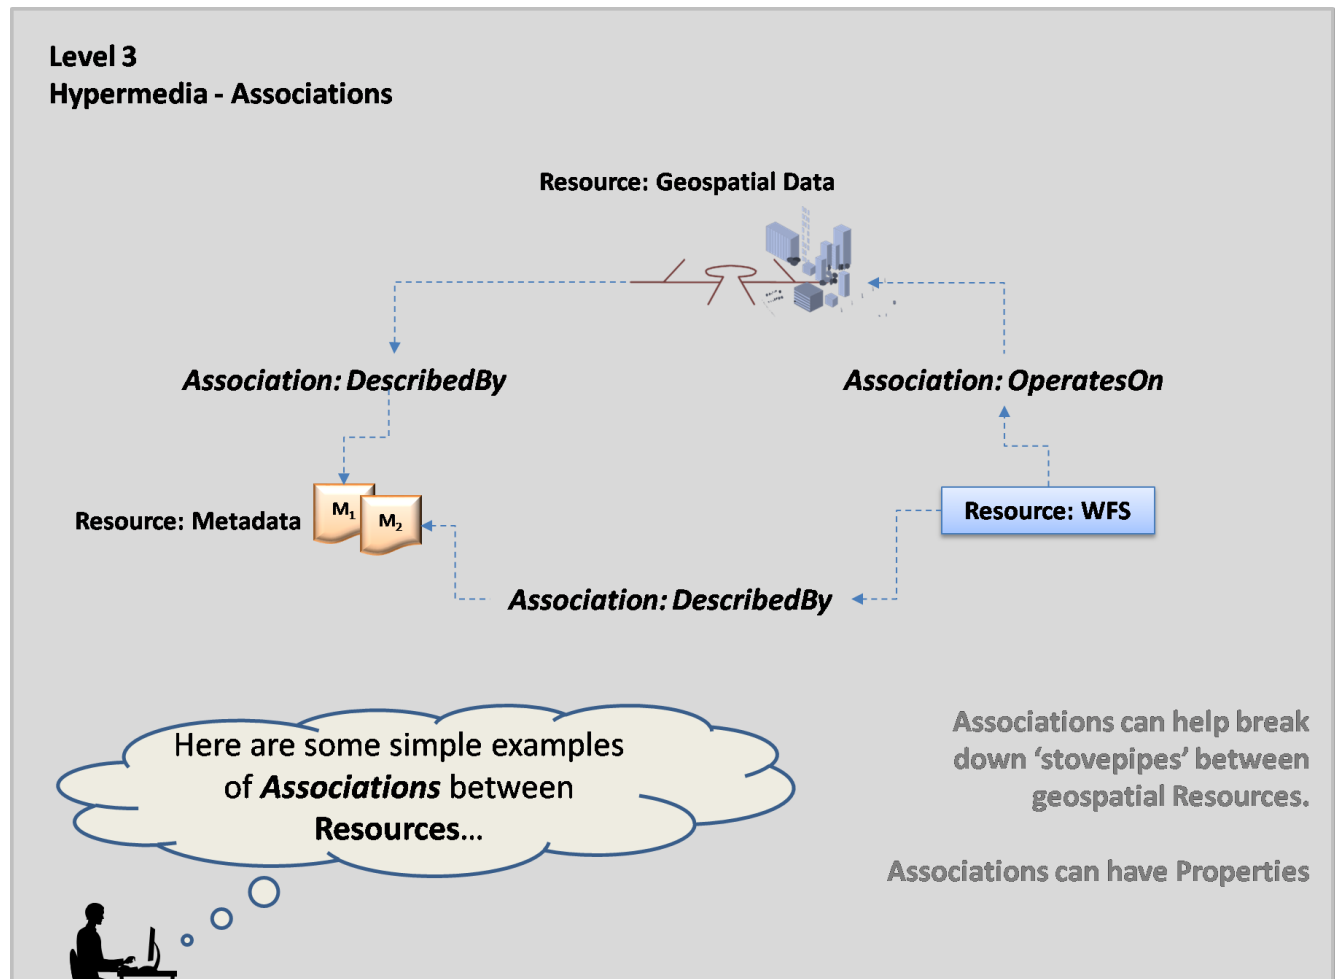 Level 3
Hypermedia - Associations
Resource: Geospatial Data
Association: DescribedBy
Association: OperatesOn
Resource: Metadata
M1
M2
Resource: WFS
Association: DescribedBy
Here are some simple examples
of Associations between
Resources...
Associations can help break
down ‘stovepipes’ between
geospatial Resources.
Associations can have Properties